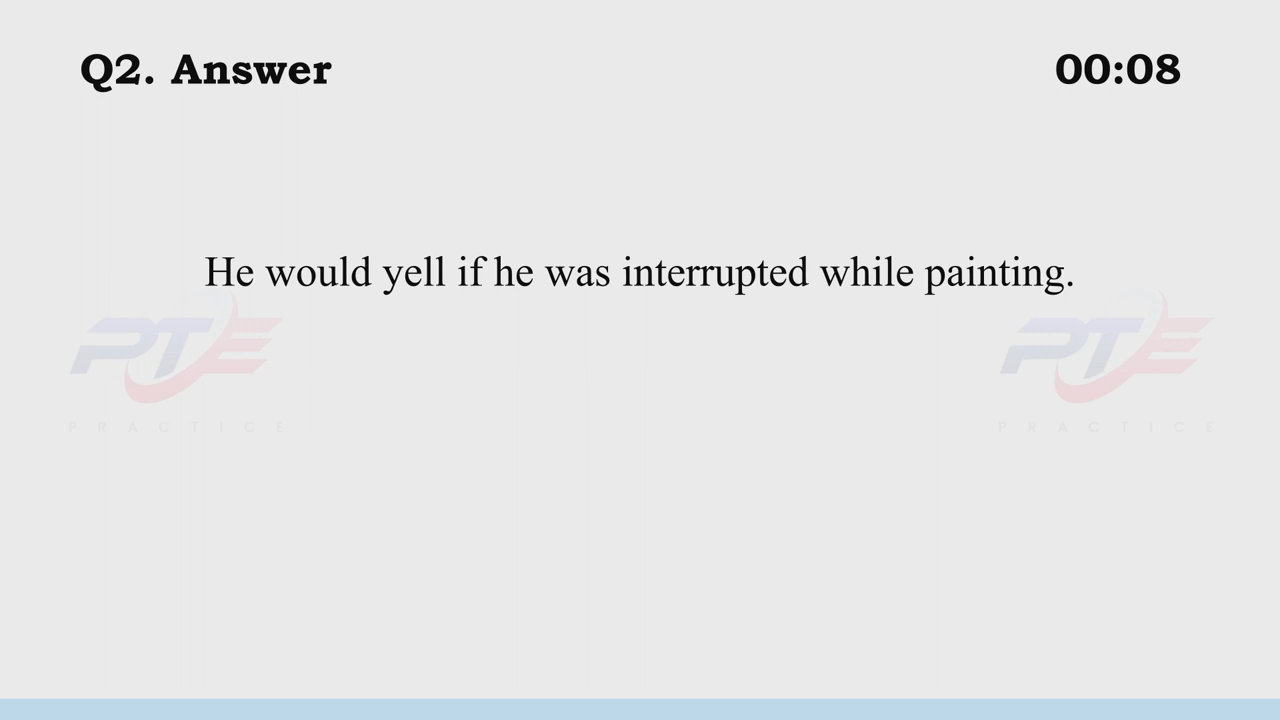 Q2. Answer
00:08
He would yell if he was interrupted while painting.
PTE
PRACTICE
PTE
PRACTICE